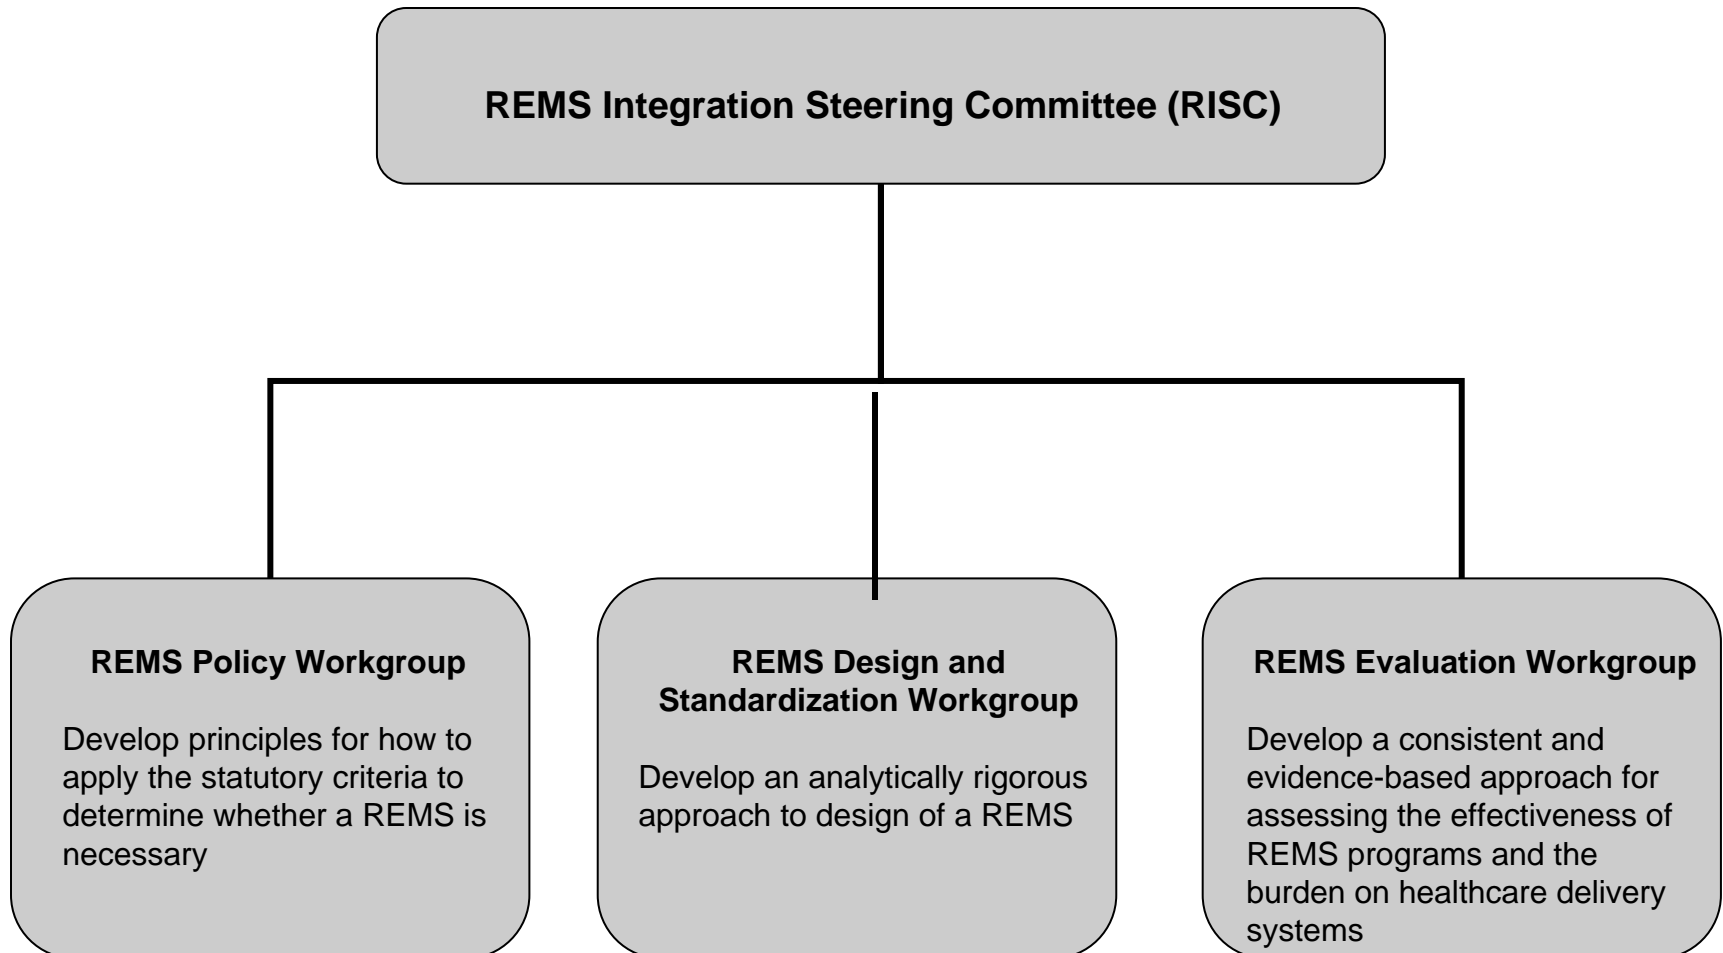 REMS Integration Steering Committee (RISC)
REMS Policy Workgroup
Develop principles for how to
apply the statutory criteria to
determine whether a REMS is
necessary
REMS Design and
Standardization Workgroup
Develop an analytically rigorous
approach to design of a REMS
REMS Evaluation Workgroup
Develop a consistent and
evidence-based approach for
assessing the effectiveness of
REMS programs and the
burden on healthcare delivery
systems